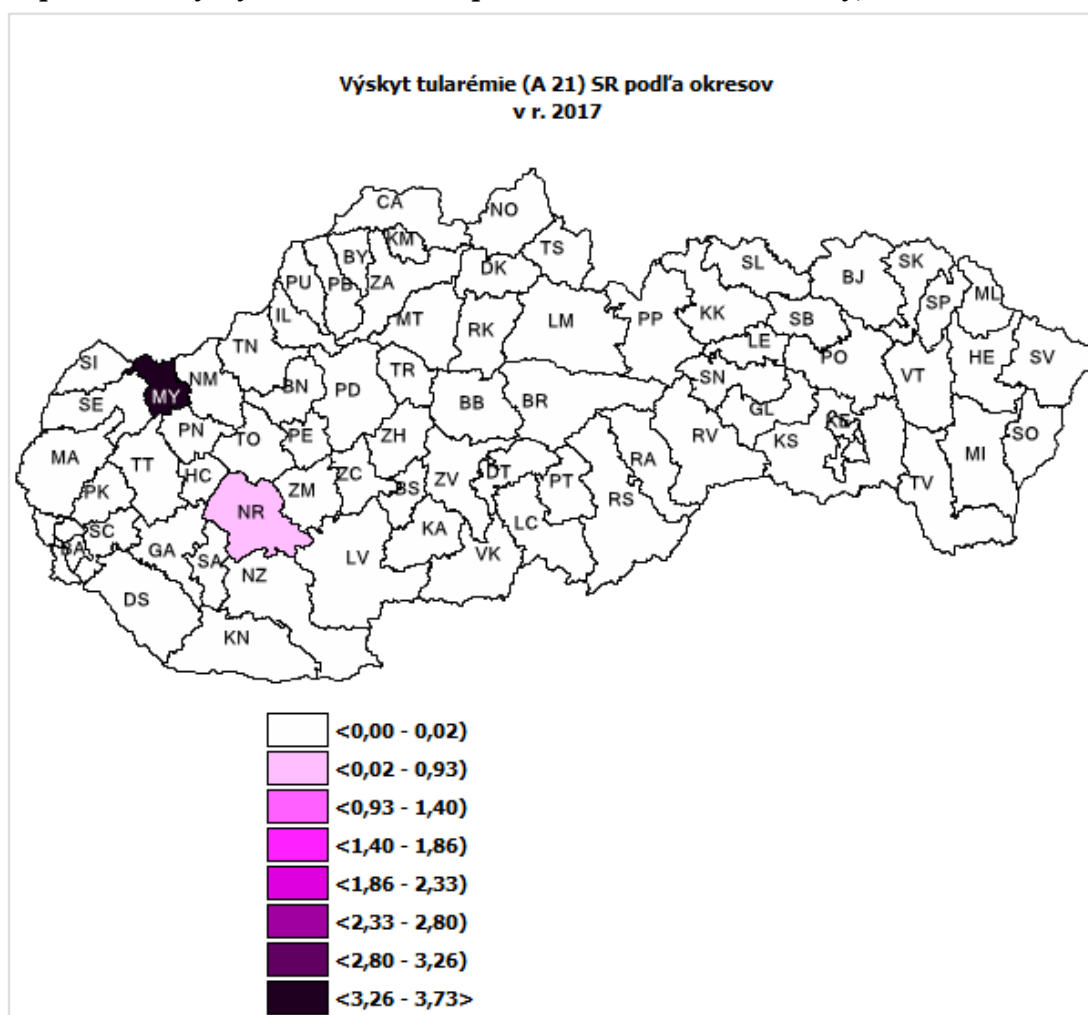 Výskyt tularémie (A 21) SR podľa okresov
v r. 2017
CA
NO
KM
TS
BY
DK
SL
SK
PU
PB
ZA
BJ
ML
SP
IL
MT
RK
LM
PP
KK
SB
TN
LE
PO
HE
SV
SI
NM
BN
PD
TR
SN
VT
MY
BB
BR
SE
GL
PN
TO
PE
ZH
RV
KE
SO
MA
TT
KS
MI
HC
ZM
ZC
BS
ZV
DT
PT
RA
TV
PK
RS
NR
LC
SC
KA
BA
GA
SA
NZ
LV
VK
DS
KN
<0,00 - 0,02)
<0,02 - 0,93)
<0,93 - 1,40)
<1,40 - 1,86)
<1,86 - 2,33)
<2,33 - 2,80)
<2,80 - 3,26)
<3,26 - 3,73>